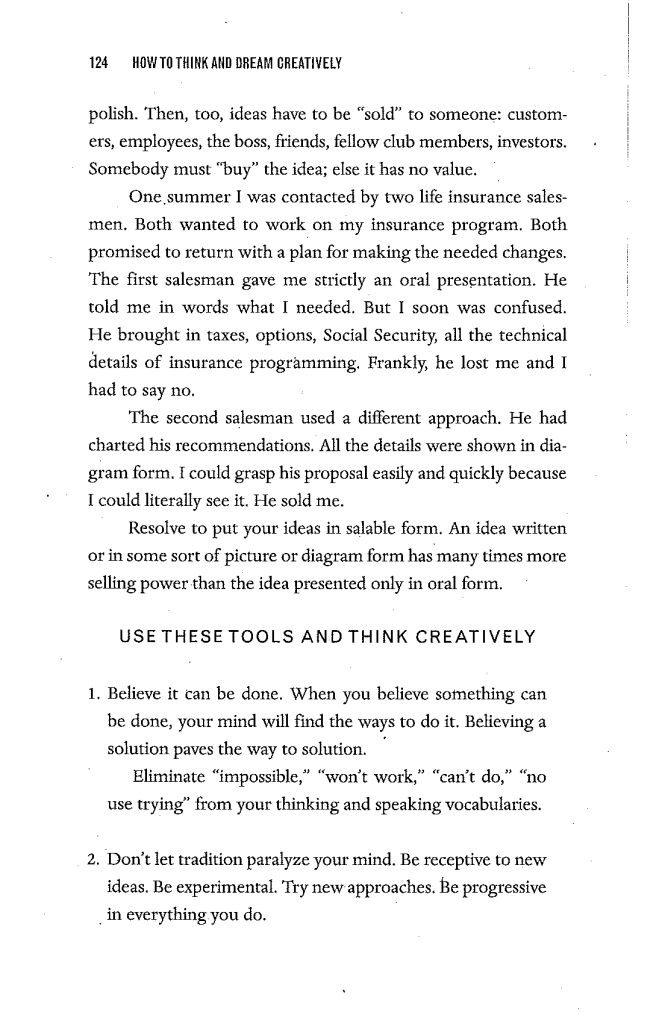 124 HOW TO THINK AND DREAM CREATIVELY
polish. Then, too, ideas have to be “sold” to someone: custom-
ers, employees, the boss, friends, fellow club members, investors.
Somebody must “buy” the idea; else it has no value.
One summer I was contacted by two life insurance sales-
men. Both wanted to work on my insurance program. Both
promised to return with a plan for making the needed changes.
The first salesman gave me strictly an oral presentation. He
told me in words what I needed. But I soon was confused.
He brought in taxes, options, Social Security, all the technical
details of insurance programming. Frankly, he lost me and I
had to say no.
The second salesman used a different approach. He had
charted his recommendations. All the details were shown in dia-
gram form. I could grasp his proposal easily and quickly because
I could literally see it. He sold me.
Resolve to put your ideas in salable form. An idea written
or in some sort of picture or diagram form has many times more
selling power than the idea presented only in oral form.
USE THESE TOOLS AND THINK CREATIVELY
1. Believe it can be done. When you believe something can
be done, your mind will find the ways to do it. Believing a
solution paves the way to solution.
Eliminate “impossible,” “won’t work,” “can’t do,” “no
use trying” from your thinking and speaking vocabularies.
2. Don’t let tradition paralyze your mind. Be receptive to new
ideas. Be experimental. Try new approaches. Be progressive
in everything you do.